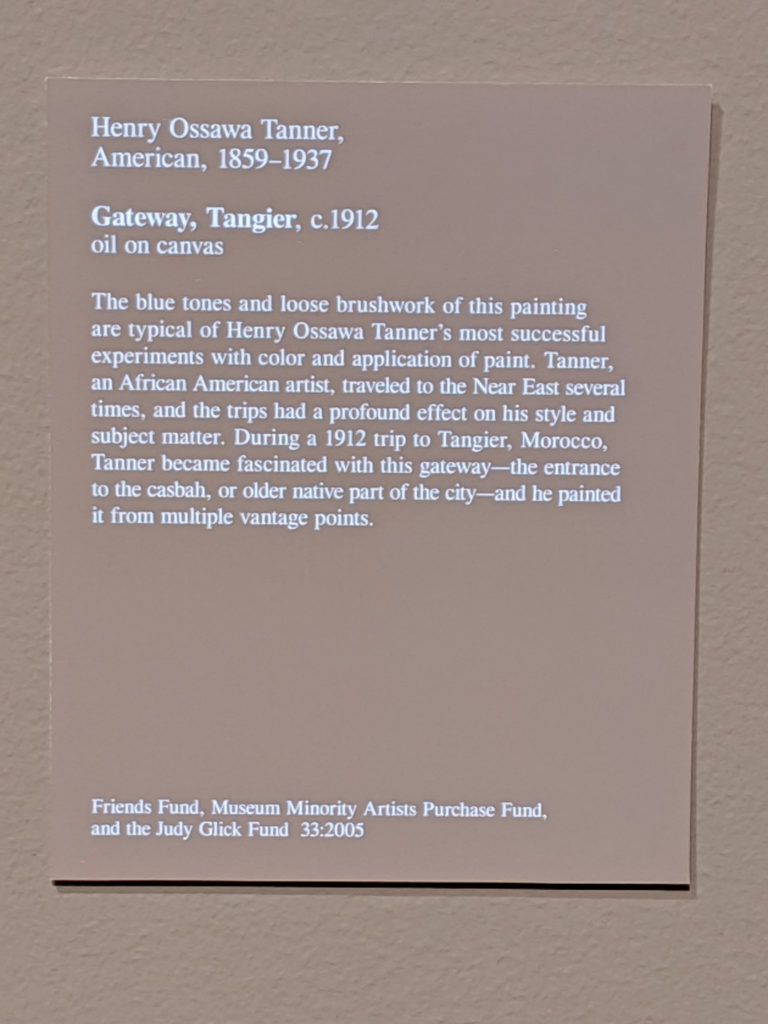 Henry Ossawa Tanner,
American, 1859–1937
Gateway, Tangier, c.1912
oil on canvas
The blue tones and loose brushwork of this painting
are typical of Henry Ossawa Tanner's most successful
experiments with color and application of paint. Tanner,
an African American artist, traveled to the Near East several
times, and the trips had a profound effect on his style and
subject matter. During a 1912 trip to Tangier, Morocco,
Tanner became fascinated with this gateway—the entrance
to the casbah, or older native part of the city—and he painted
it from multiple vantage points.
Friends Fund, Museum Minority Artists Purchase Fund,
and the Judy Glick Fund 33:2005